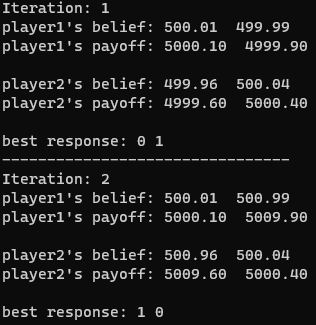 Iteration: 1
player1's belief: 500.01  499.99
player1's payoff: 5000.10  4999.90
player2's belief: 499.96  500.04
player2's payoff: 4999.60  5000.40
best response: 0 1
--------------------------------
Iteration: 2
player1's belief: 500.01  500.99
player1's payoff: 5000.10  5009.90
player2's belief: 500.96  500.04
player2's payoff: 5009.60  5000.40
best response: 1 0